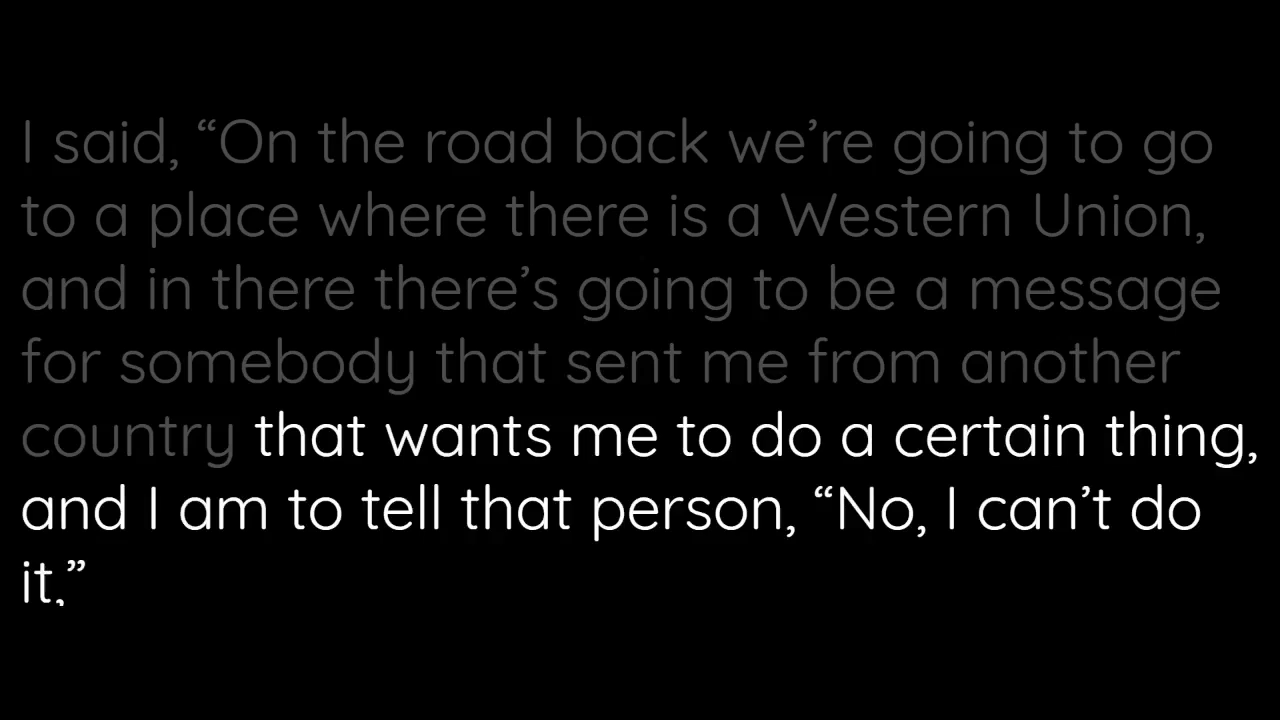 I said, “On the road back we’re going to go
to a place where there is a Western Union,
and in there there’s going to be a message
for somebody that sent me from another
country that wants me to do a certain thing,
and I am to tell that person, “No, I can’t do
it,”